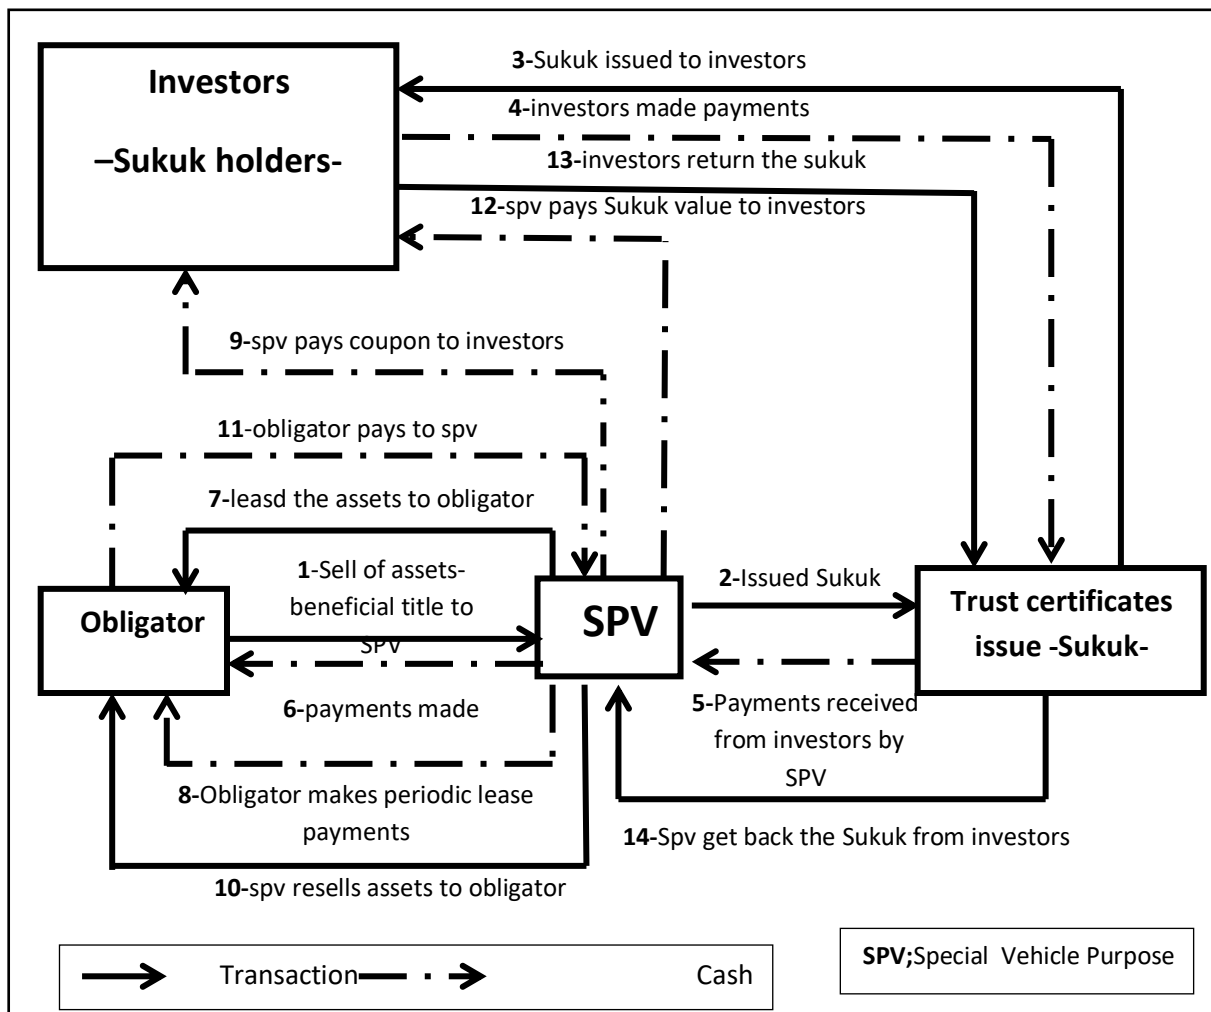 Investors
–Sukuk holders-
3-Sukuk issued to investors
4-investors made payments
13-investors return the sukuk
12-spv pays Sukuk value to investors
9-spv pays coupon to investors
11-obligator pays to spv
7-leasd the assets to obligator
1-Sell of assets-
beneficial title to
SPV
Obligator
SPV
2-Issued Sukuk
Trust certificates
issue -Sukuk-
6-payments made
5-Payments received
from investors by
SPV
8-Obligator makes periodic lease
payments
14-Spv get back the Sukuk from investors
10-spv resells assets to obligator
Transaction
Cash
SPV;Special Vehicle Purpose